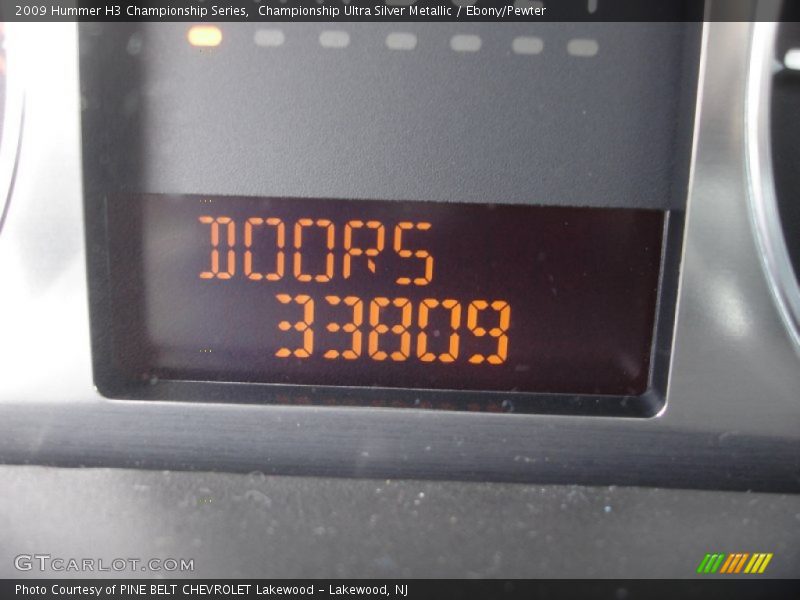 2009 Hummer H3 Championship Series,  Championship Ultra Silver Metallic / Ebony/Pewter
DOORS
33809
GTCARLOT.COM
Photo Courtesy of PINE BELT CHEVROLET Lakewood - Lakewood, NJ